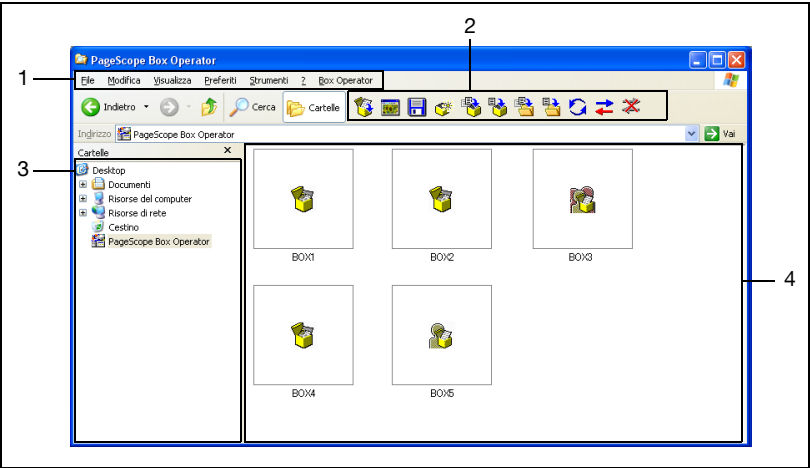 2
PageScope Box Operator
1
File Modifica Visualizza Preferiti Strumenti ? Box Operator
Indietro Cerca Cartelle
Indirizzo PageScope Box Operator Vai
Cartelle
3
Desktop
Documenti
Risorse del computer
Risorse di rete
Cestino
PageScope Box Operator
BOX1 BOX2 BOX3
4
BOX4 BOX5